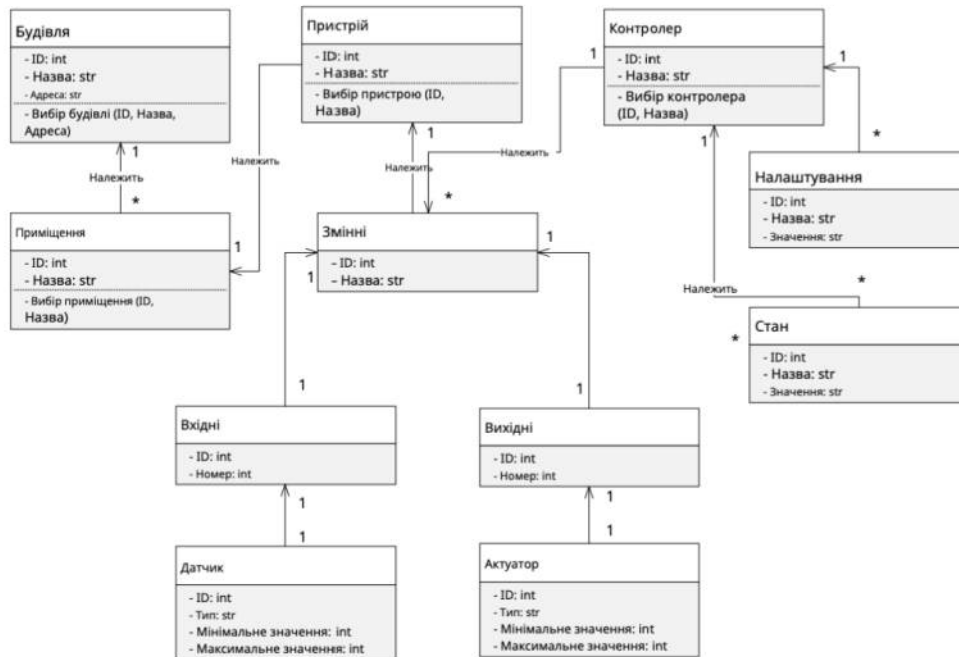 Будівля
- ID: int
- Назва: str
- Адреса: str
- Вибір будівлі (ID, Назва,
Адреса)
Пристрій
- ID: int
- Назва: str
- Вибір пристрою (ID,
Назва)
Контролер
- ID: int
- Назва: str
- Вибір контролера
(ID, Назва)
1
1
1
1
1
1
*
Належить
Належить
Належить
Належить
*
*
Налаштування
- ID: int
- Назва: str
- Значення: str
Приміщення
- ID: int
- Назва: str
- Вибір приміщення (ID,
Назва)
1
Змінні
- ID: int
- Назва: str
1
1
Належить
*
*
Стан
- ID: int
- Назва: str
- Значення: str
1
1
Вхідні
- ID: int
- Номер: int
Вихідні
- ID: int
- Номер: int
1
1
1
1
Датчик
- ID: int
- Тип: str
- Мінімальне значення: int
- Максимальне значення: int
Актуатор
- ID: int
- Тип: str
- Мінімальне значення: int
- Максимальне значення: int